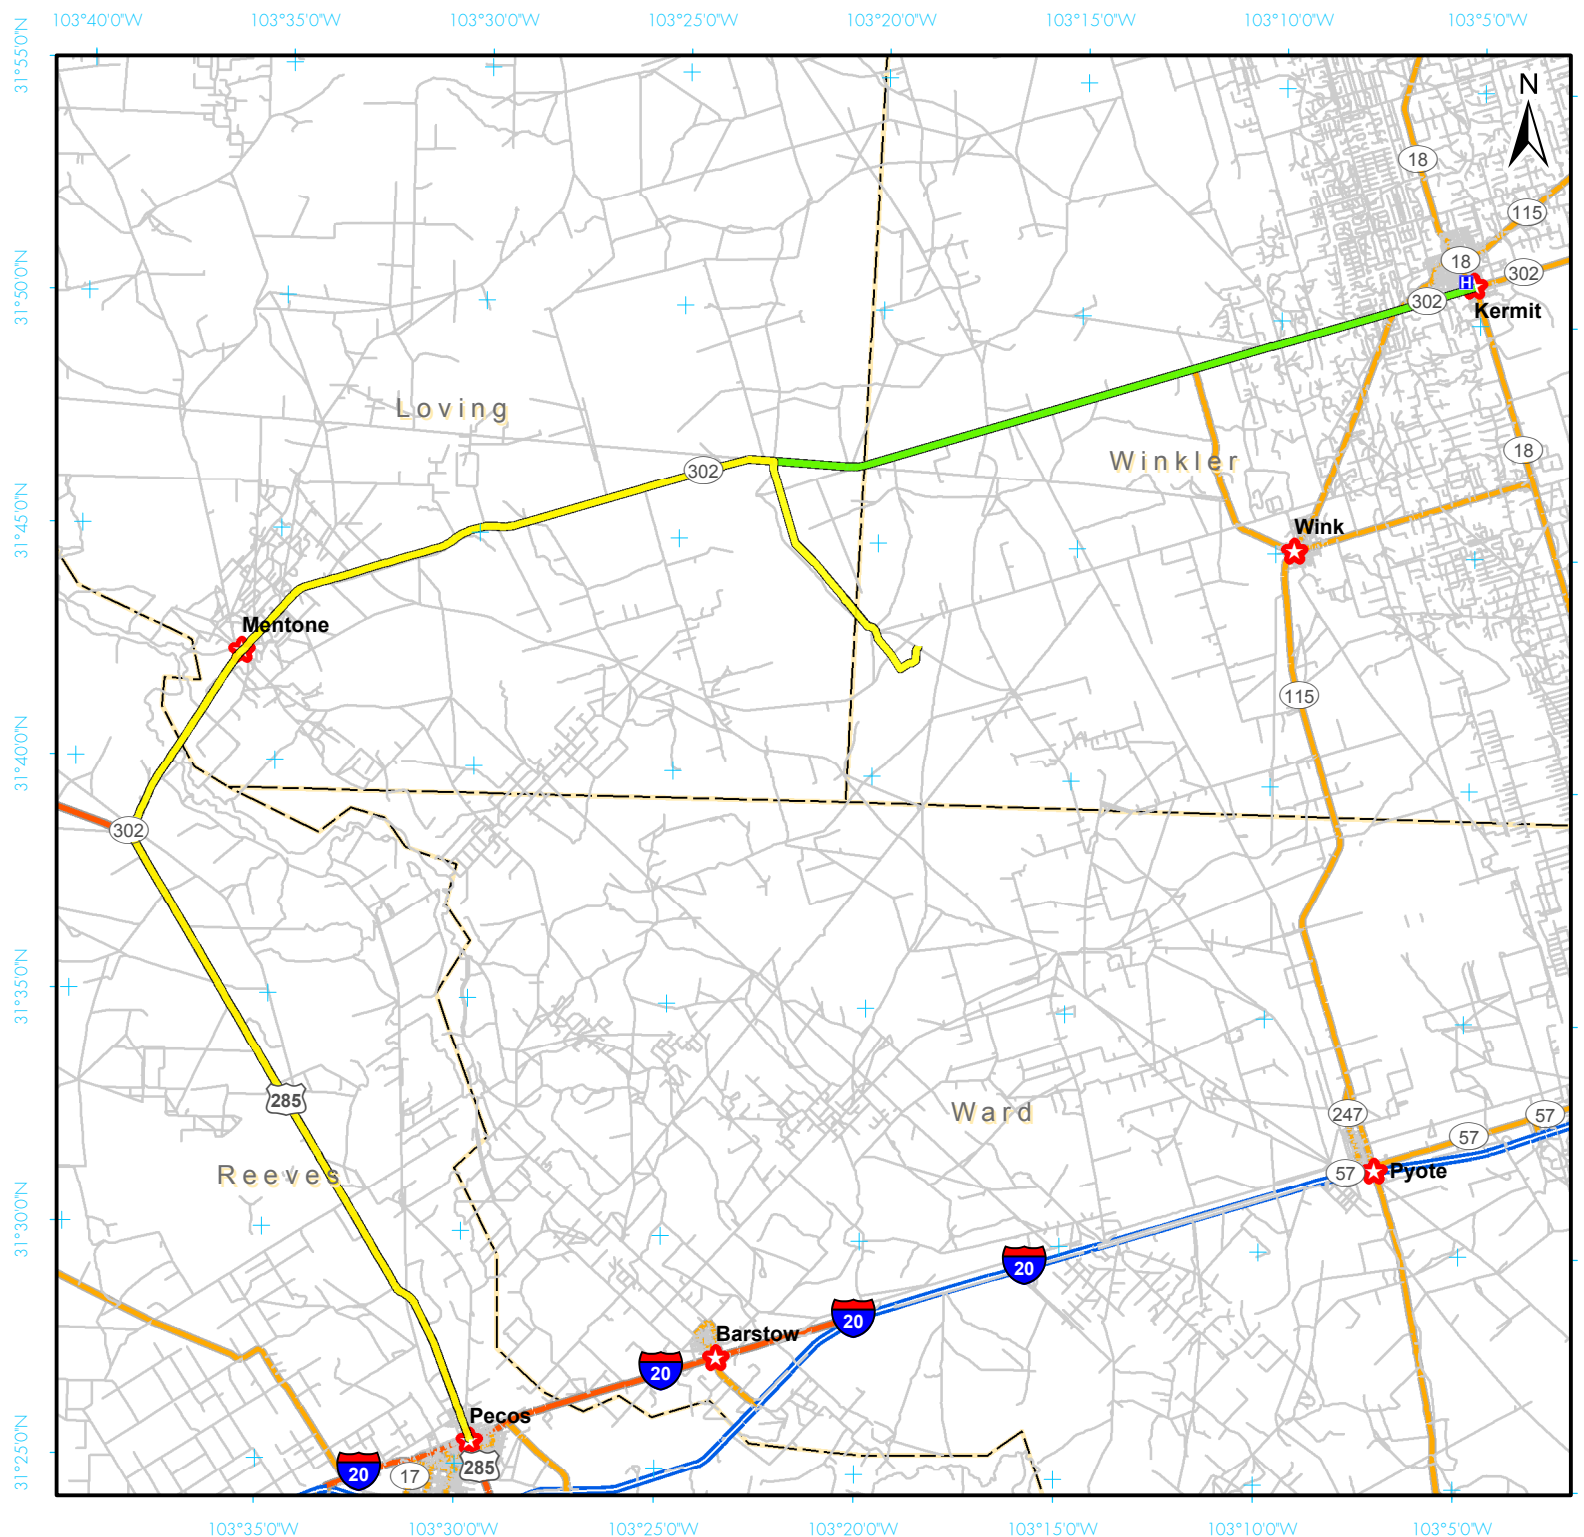 103°40'0"W 103°35'0"W 103°30'0"W 103°25'0"W 103°20'0"W 103°15'0"W 103°10'0"W 103°5'0"W
31°55'0"N
N
18
115
18
302
H
302
31°50'0"N
Kermit
Loving
18
Winkler
302
31°45'0"N
Wink
Mentone
115
31°40'0"N
302
31°35'0"N
285
Ward
247
57
57
Reeves
57
Pyote
31°30'0"N
20
20
Barstow
20
Pecos
31°25'0"N
20
17
285
103°35'0"W 103°30'0"W 103°25'0"W 103°20'0"W 103°15'0"W 103°10'0"W 103°5'0"W